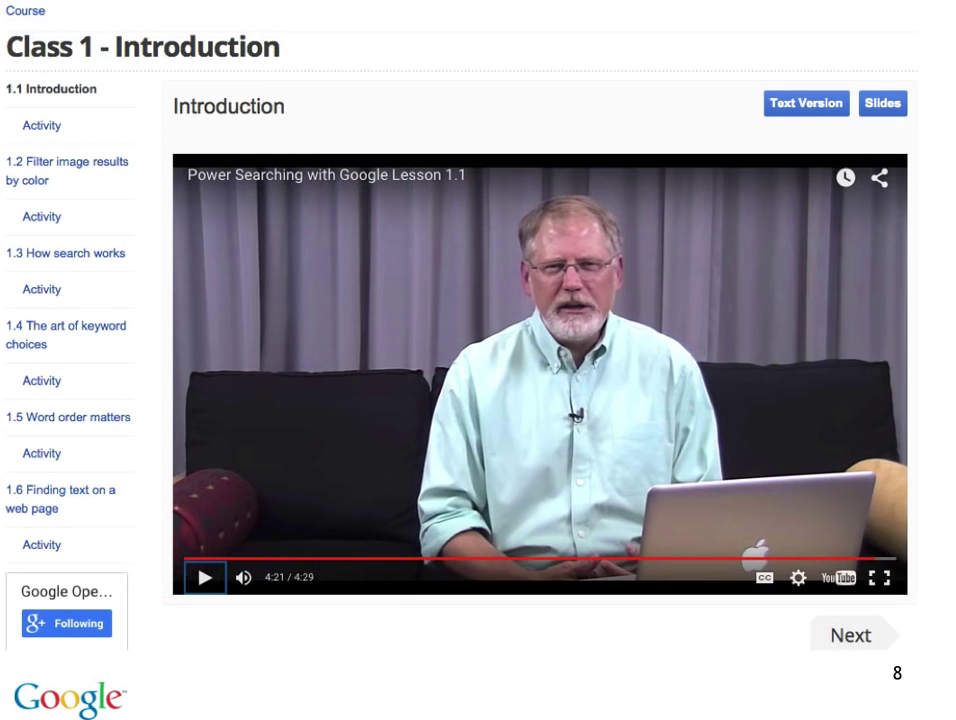 Course
Class 1 - Introduction
1.1 Introduction
Activity
1.2 Filter image results
by color
Activity
1.3 How search works
Activity
1.4 The art of keyword
choices
Activity
1.5 Word order matters
Activity
1.6 Finding text on a
web page
Activity
Google Ope...
g+ Following
Introduction
Text Version
Slides
Power Searching with Google Lesson 1.1
4:21 / 4:29
CC
YouTube
Next
8
Google